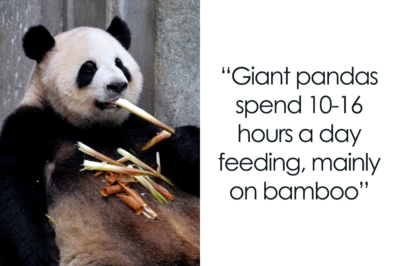 “Giant pandas
spend 10-16
hours a day
feeding, mainly
on bamboo”